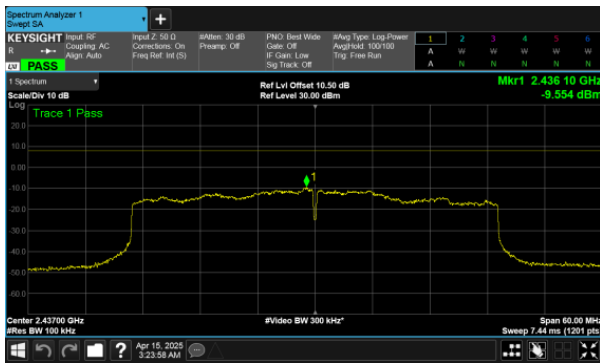 Spectrum Analyzer 1
Swept SA
+
KEYSIGHT Input: RF Input Z: 50 Ω #Atten: 30 dB PNO: Best Wide #Avg Type: Log-Power 1 2 3 4 5 6
R Coupling: AC Corrections: On Preamp: Off Gate: Off Avg|Hold: 100/100 A W W W W W
Align: Auto Freq Ref: Int (S) IF Gain: Low Trig: Free Run
LXI PASS Sig Track: Off A N N N N N
1 Spectrum Ref Lvl Offset 10.50 dB Mkr1 2.436 10 GHz
Scale/Div 10 dB Ref Level 30.00 dBm -9.554 dBm
Log
Trace 1 Pass
20.0
10.0
0.00
-10.0
1
-20.0
-30.0
-40.0
-50.0
-60.0
Center 2.43700 GHz #Video BW 300 kHz* Span 60.00 MHz
#Res BW 100 kHz Sweep 7.44 ms (1201 pts)
? Apr 15, 2025
3:23:58 AM